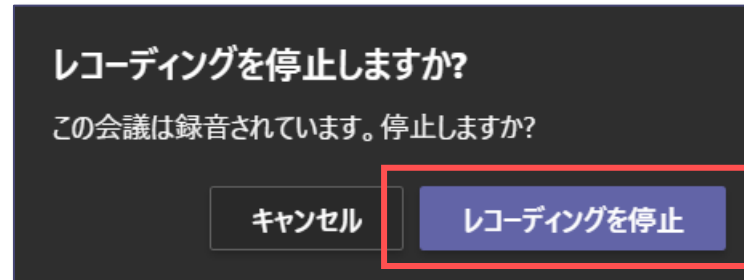 レコーディングを停止しますか?
この会議は録音されています。停止しますか?
キャンセル
レコーディングを停止